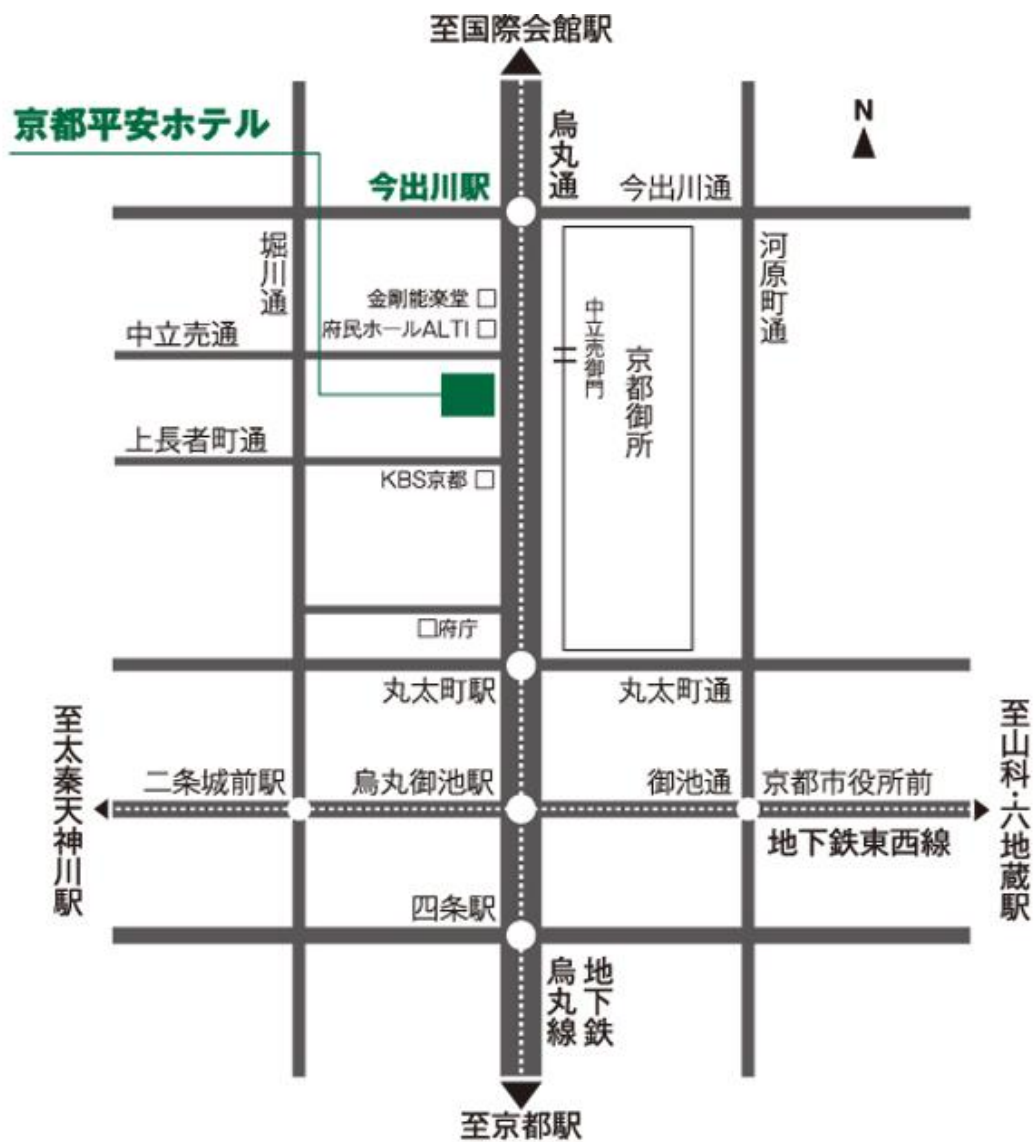 至国際会館駅
京都平安ホテル
N
烏丸通
今出川駅
今出川通
堀川通
河原町通
金剛能楽堂
府民ホールALTI
中立売通
中立売御門
京都御所
上長者町通
KBS京都
府庁
丸太町駅
丸太町通
至太秦天神川駅
至山科・六地蔵駅
二条城前駅
烏丸御池駅
御池通
京都市役所前
地下鉄東西線
四条駅
地下鉄
烏丸線
至京都駅